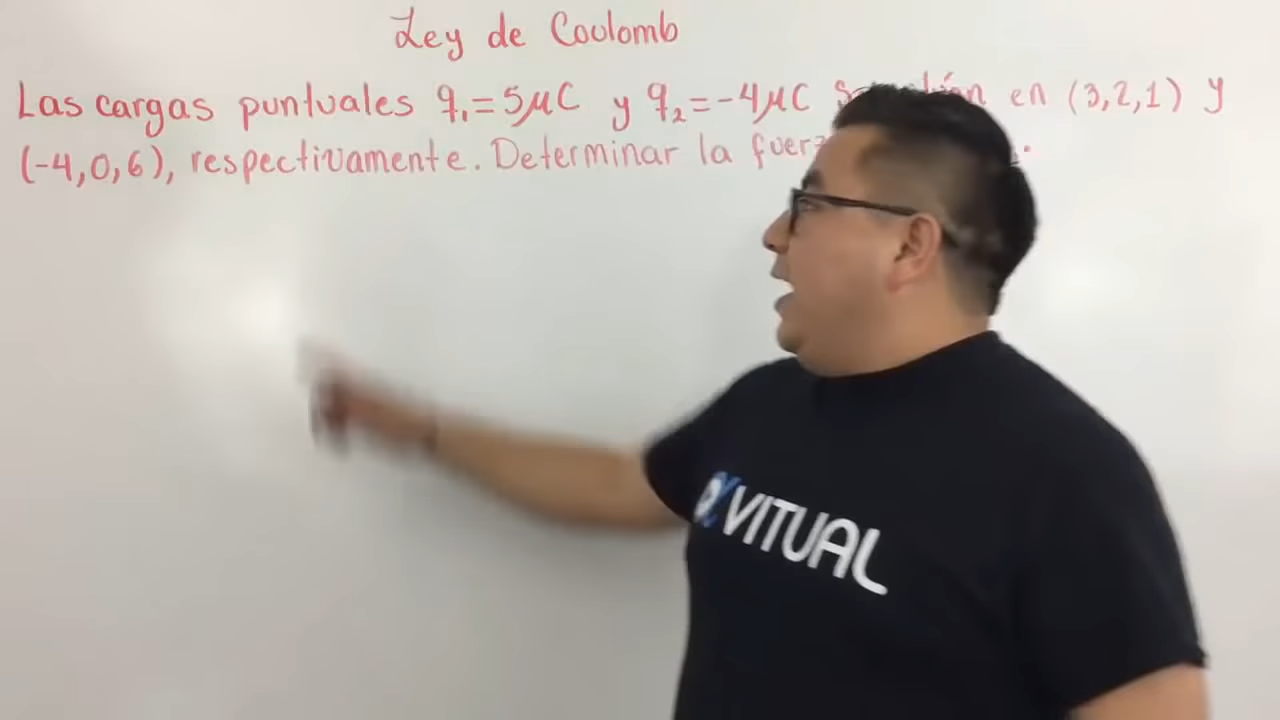 Ley de Coulomb
Las cargas puntuales q₁=5μC y q₂=-4μC en (3,2,1) y
(-4,0,6), respectivamente. Determinar la
VITUAL